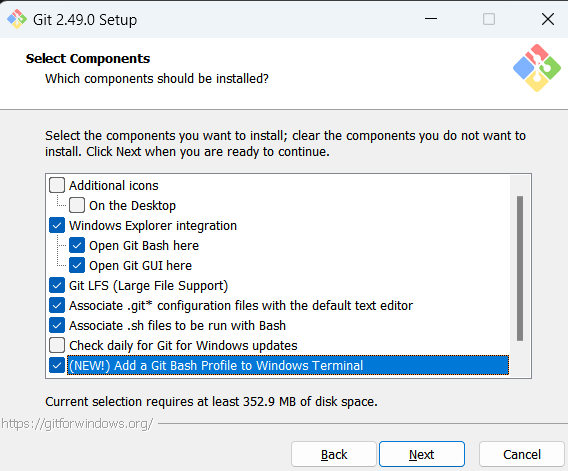 Git 2.49.0 Setup
Select Components
Which components should be installed?
Select the components you want to install; clear the components you do not want to
install. Click Next when you are ready to continue.
Additional icons
On the Desktop
Windows Explorer integration
Open Git Bash here
Open Git GUI here
Git LFS (Large File Support)
Associate .git* configuration files with the default text editor
Associate .sh files to be run with Bash
Check daily for Git for Windows updates
(NEW!) Add a Git Bash Profile to Windows Terminal
Current selection requires at least 352.9 MB of disk space.
https://gitforwindows.org/
Back
Next
Cancel